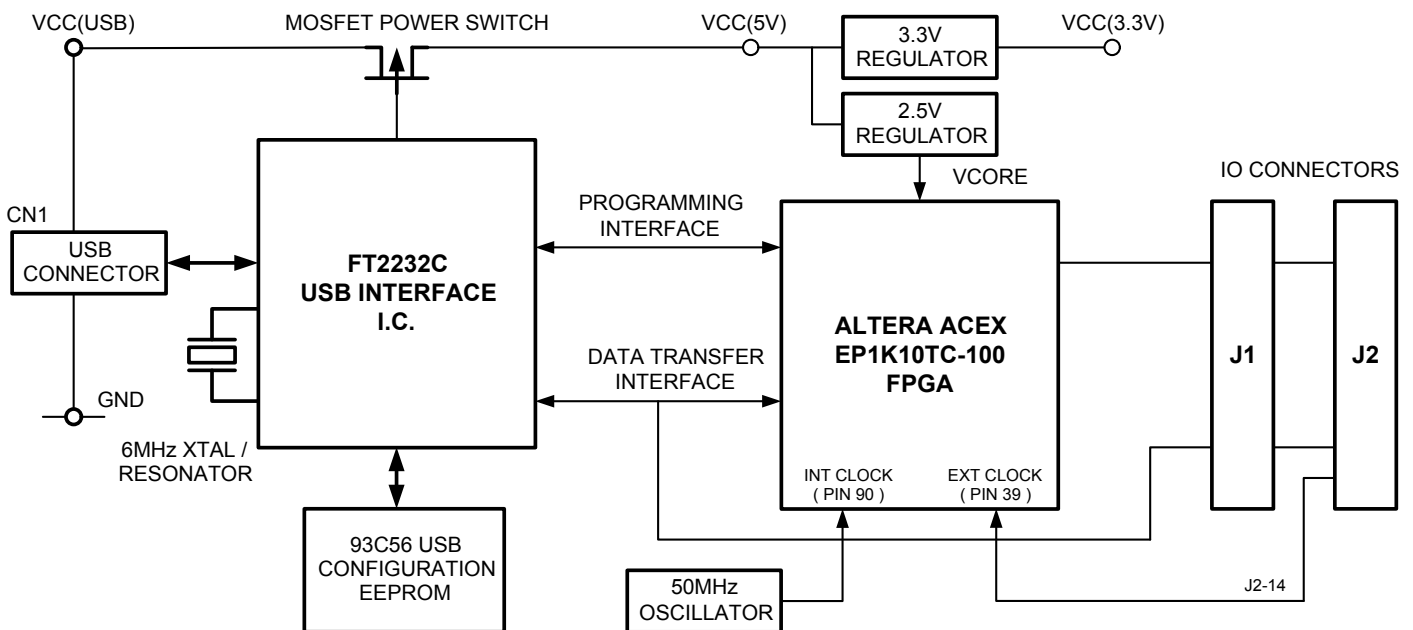 VCC(USB)
MOSFET POWER SWITCH
VCC(5V)
VCC(3.3V)
3.3V
REGULATOR
2.5V
REGULATOR
VCORE
IO CONNECTORS
CN1
USB
CONNECTOR
FT2232C
USB INTERFACE
I.C.
PROGRAMMING
INTERFACE
DATA TRANSFER
INTERFACE
ALTERA ACEX
EP1K10TC-100
FPGA
J1
J2
GND
6MHz XTAL /
RESONATOR
INT CLOCK
( PIN 90 )
EXT CLOCK
( PIN 39 )
93C56 USB
CONFIGURATION
EEPROM
50MHz
OSCILLATOR
J2-14